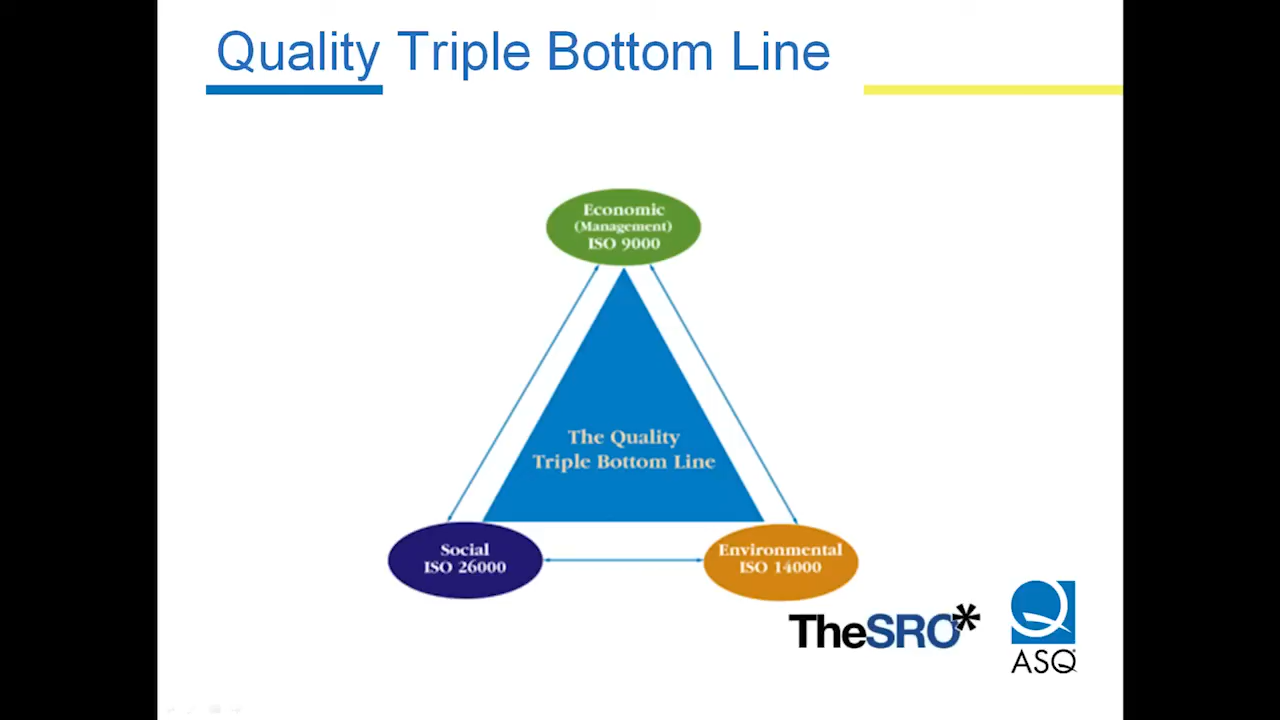 Quality Triple Bottom Line
Economic
(Management)
ISO 9000
The Quality
Triple Bottom Line
Social
ISO 26000
Environmental
ISO 14000
TheSRO*
ASQ